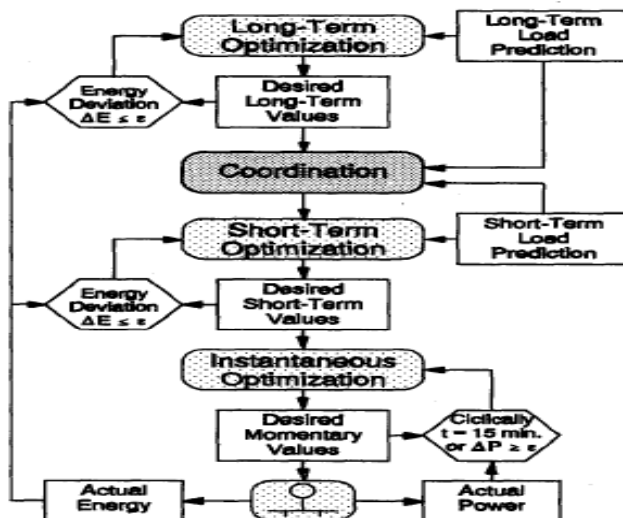 Long-Term
Optimization
Long-Term
Load
Prediction
Energy
Deviation
ΔE ≤ ε
Desired
Long-Term
Values
Coordination
Short-Term
Optimization
Short-Term
Load
Prediction
Energy
Deviation
ΔE ≤ ε
Desired
Short-Term
Values
Instantaneous
Optimization
Desired
Momentary
Values
Ciclically
t = 15 min.
or ΔP ≥ ε
Actual
Energy
Actual
Power